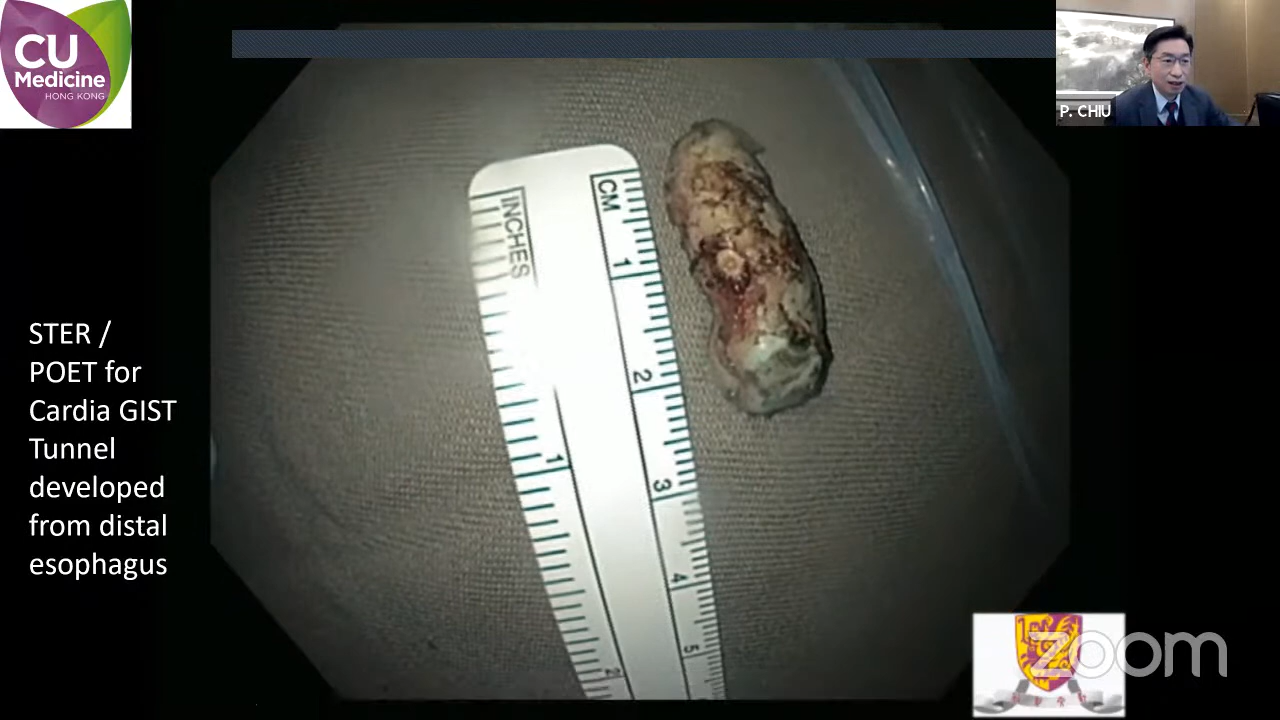 CU
Medicine
HONG KONG
P. CHIU
INCHES
CM
1
2
3
4
5
1
2
STER /
POET for
Cardia GIST
Tunnel
developed
from distal
esophagus
zoom